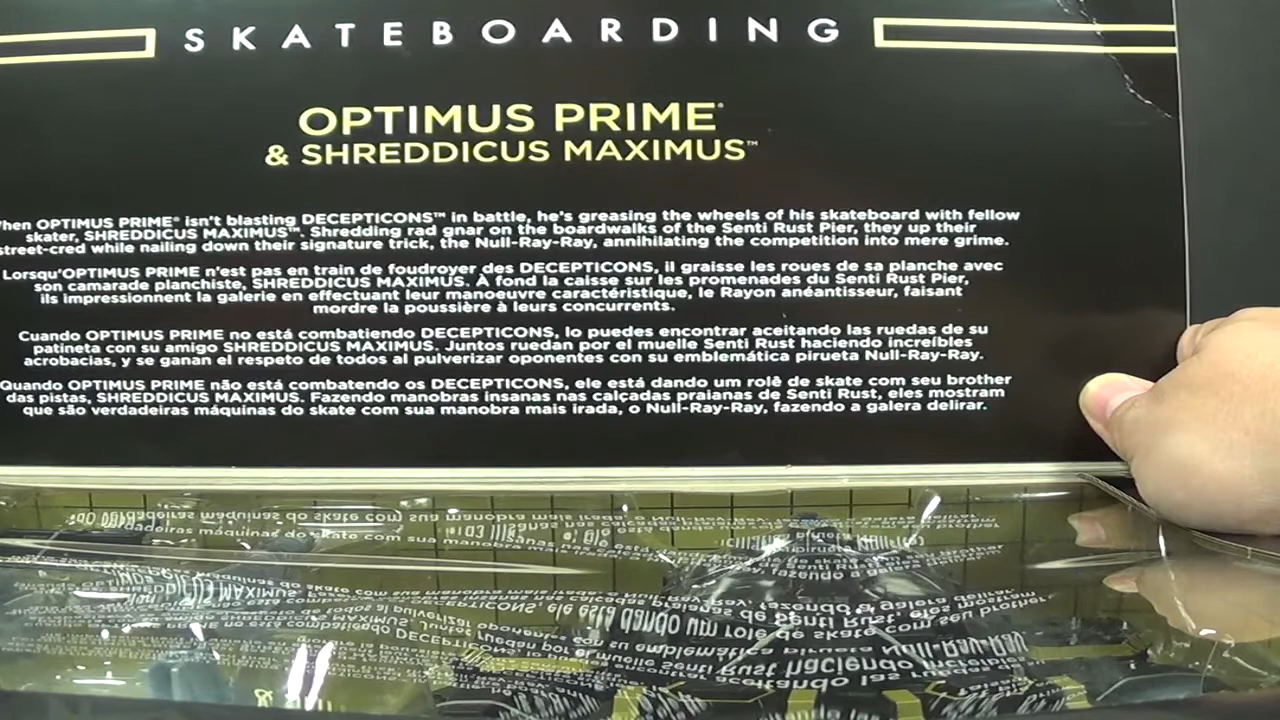 SKATEBOARDING
OPTIMUS PRIME®
& SHREDDICUS MAXIMUS™
hen OPTIMUS PRIME® isn't blasting DECEPTICONS™ in battle, he's greasing the wheels of his skateboard with fellow
skater, SHREDDICUS MAXIMUS™. Shredding rad gnar on the boardwalks of the Senti Rust Pier, they up their
street-cred while nailing down their signature trick, the Null-Ray-Ray, annihilating the competition into mere grime.
Lorsqu'OPTIMUS PRIME n'est pas en train de foudroyer des DECEPTICONS, il graisse les roues de sa planche avec
son camarade planchiste, SHREDDICUS MAXIMUS. À fond la caisse sur les promenades du Senti Rust Pier,
ils impressionnent la galerie en effectuant leur manoeuvre caractéristique, le Rayon anéantisseur, faisant
mordre la poussière à leurs concurrents.
Cuando OPTIMUS PRIME no está combatiendo DECEPTICONS, lo puedes encontrar aceitando las ruedas de su
patineta con su amigo SHREDDICUS MAXIMUS. Juntos ruedan por el muelle Senti Rust haciendo increíbles
acrobacias, y se ganan el respeto de todos al pulverizar oponentes con su emblemática pirueta Null-Ray-Ray.
Quando OPTIMUS PRIME não está combatendo os DECEPTICONS, ele está dando um rolê de skate com seu brother
das pistas, SHREDDICUS MAXIMUS. Fazendo manobras insanas nas calçadas praianas de Senti Rust, eles mostram
que são verdadeiras máquinas do skate com sua manobra mais irada, o Null-Ray-Ray, fazendo a galera delirar.